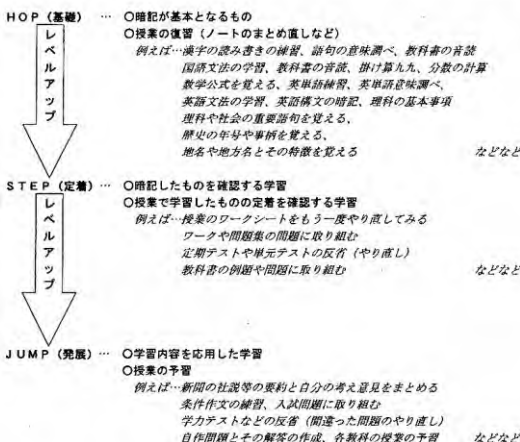 HOP(基礎) … 〇暗記が基本となるもの
〇授業の復習(ノートのまとめ直しなど)
例えば…漢字の読み書きの練習、語句の意味調べ、教科書の音読
国語文法の学習、教科書の音読、掛け算九九、分数の計算
数学公式を覚える、英単語練習、英単語意味調べ、
英語文法の学習、英語構文の暗記、理科の基本事項
理科や社会の重要語句を覚える、
歴史の年号や事柄を覚える、
地名や地方名とその特徴を覚える などなど
レベルアップ
STEP(定着) … 〇暗記したものを確認する学習
〇授業で学習したものの定着を確認する学習
例えば…授業のワークシートをもう一度やり直してみる
ワークや問題集の問題に取り組む
定期テストや単元テストの反省(やり直し)
教科書の例題や問題に取り組む などなど
レベルアップ
JUMP(発展) … 〇学習内容を応用した学習
〇授業の予習
例えば…新聞の社説等の要約と自分の考え意見をまとめる
条件作文の練習、入試問題に取り組む
学力テストなどの反省(間違った問題のやり直し)
自作問題とその解答の作成、各教科の授業の予習 などなど